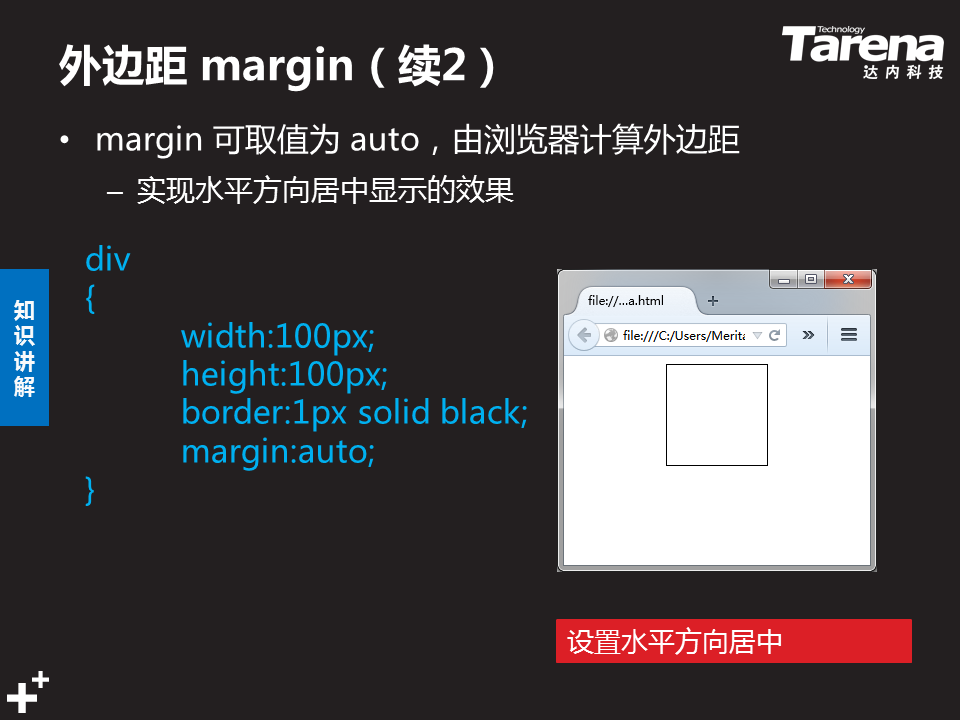 外边距 margin（续2）
Technology
Tarena
达内科技
• margin 可取值为 auto，由浏览器计算外边距
– 实现水平方向居中显示的效果
知识讲解
div
{
width:100px;
height:100px;
border:1px solid black;
margin:auto;
}
file://...a.html
file:///C:/Users/Merita
设置水平方向居中